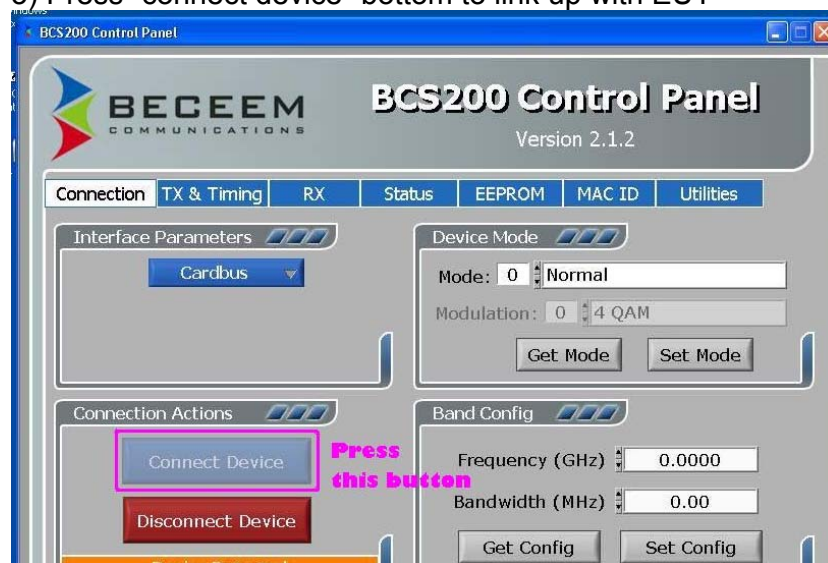 BCS200 Control Panel
BECEEM
COMMUNICATIONS
BCS200 Control Panel
Version 2.1.2
Connection TX & Timing RX Status EEPROM MAC ID Utilities
Interface Parameters
Cardbus
Device Mode
Mode: 0 Normal
Modulation: 0 4 QAM
Get Mode Set Mode
Connection Actions
Connect Device
Press
this button
Disconnect Device
Band Config
Frequency (GHz) 0.0000
Bandwidth (MHz) 0.00
Get Config Set Config